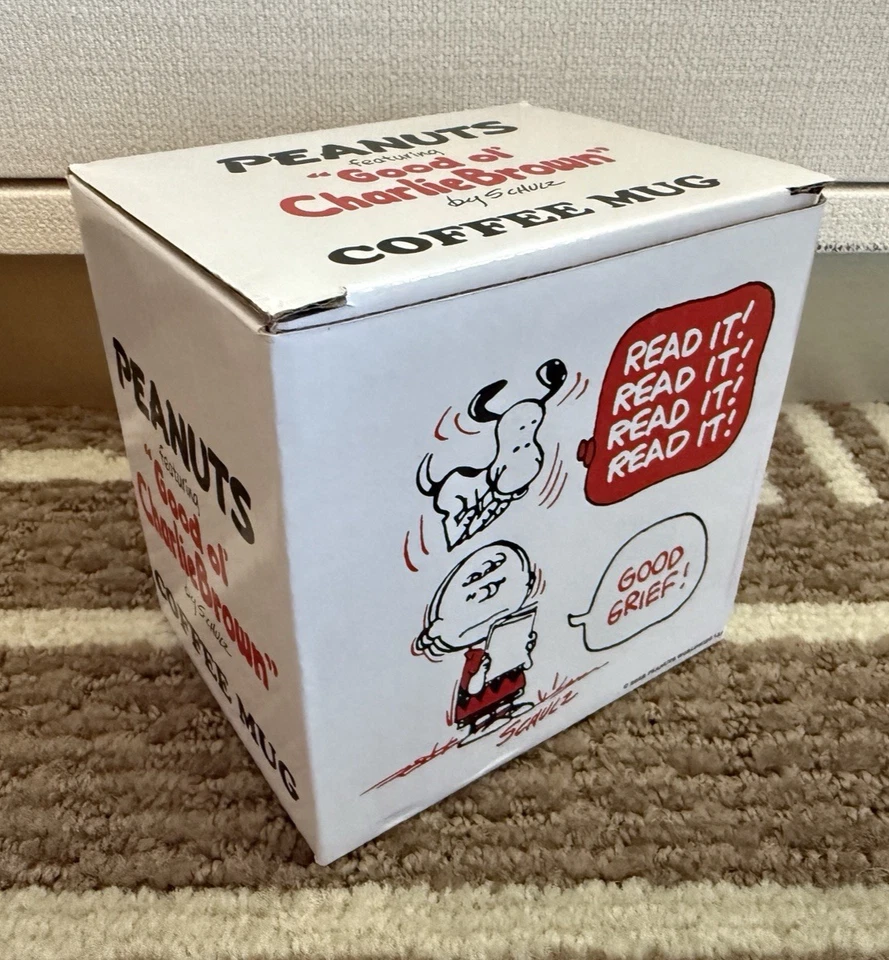 PEANUTS
featuring
"Good ol'
CharlieBrown"
by SCHULZ
COFFEE MUG
PEANUTS
featuring
"Good ol'
CharlieBrown"
by SCHULZ
COFFEE MUG
READ IT!
READ IT!
READ IT!
READ IT!
GOOD
GRIEF!
SCHULZ
©